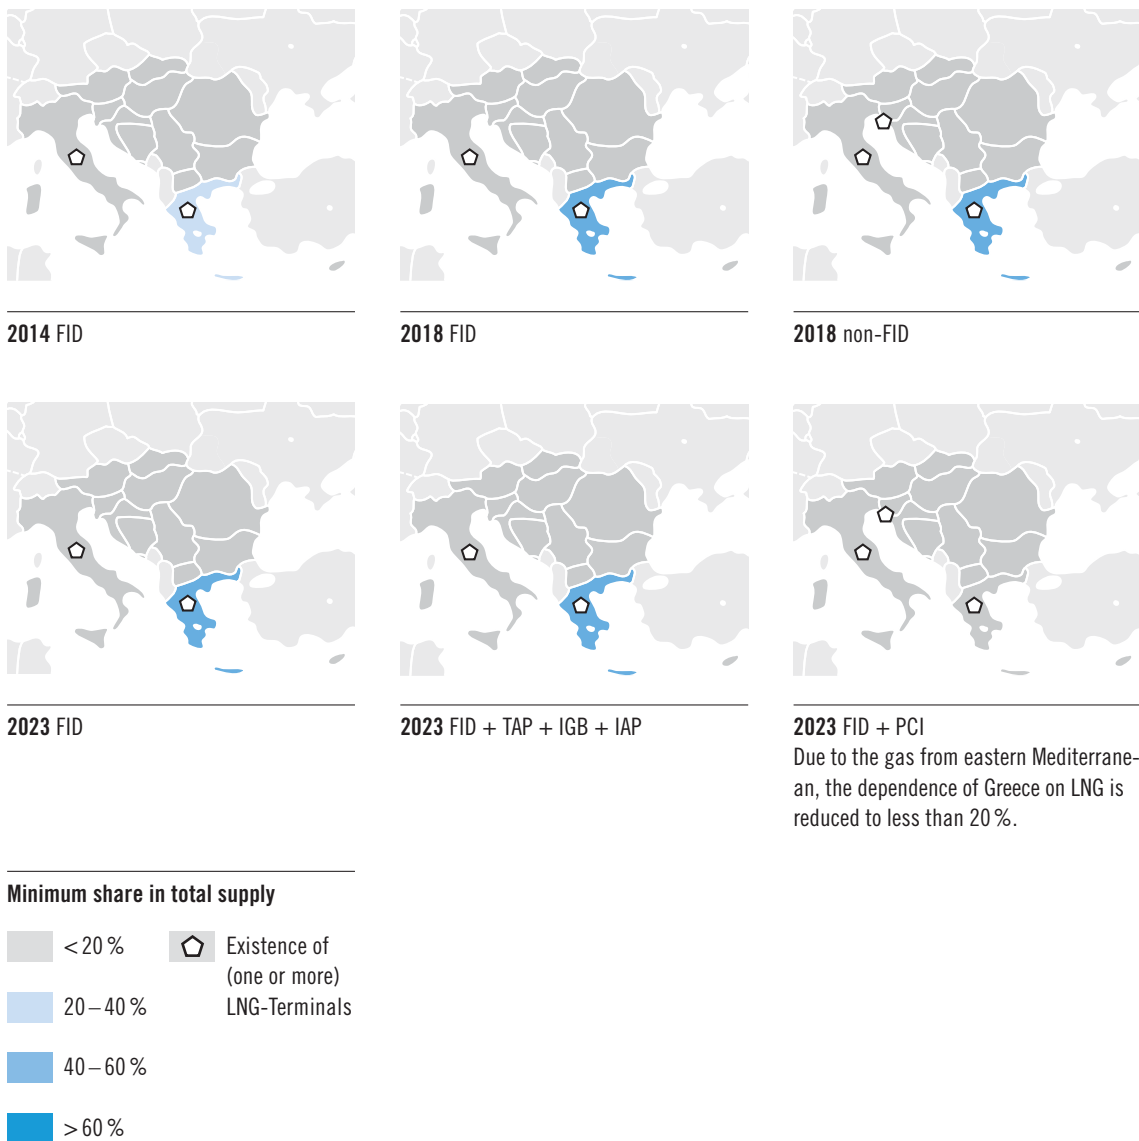 2014 FID
2018 FID
2018 non-FID
2023 FID
2023 FID + TAP + IGB + IAP
2023 FID + PCI
Due to the gas from eastern Mediterrane-
an, the dependence of Greece on LNG is
reduced to less than 20 %.
Minimum share in total supply
< 20 %
20 – 40 %
40 – 60 %
> 60 %
Existence of
(one or more)
LNG-Terminals